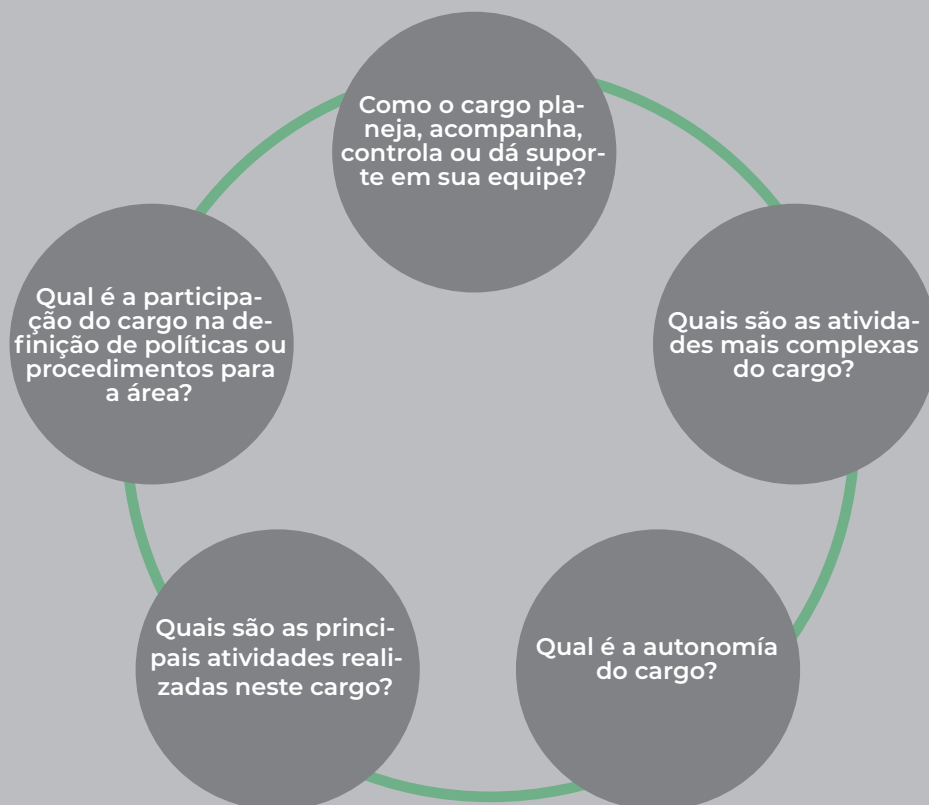 Como o cargo pla-
neja, acompanha,
controla ou dá supor-
te em sua equipe?
Quais são as ativida-
des mais complexas
do cargo?
Qual é a autonomía
do cargo?
Quais são as princi-
pais atividades reali-
zadas neste cargo?
Qual é a participa-
ção do cargo na de-
finição de políticas ou
procedimentos para
a área?